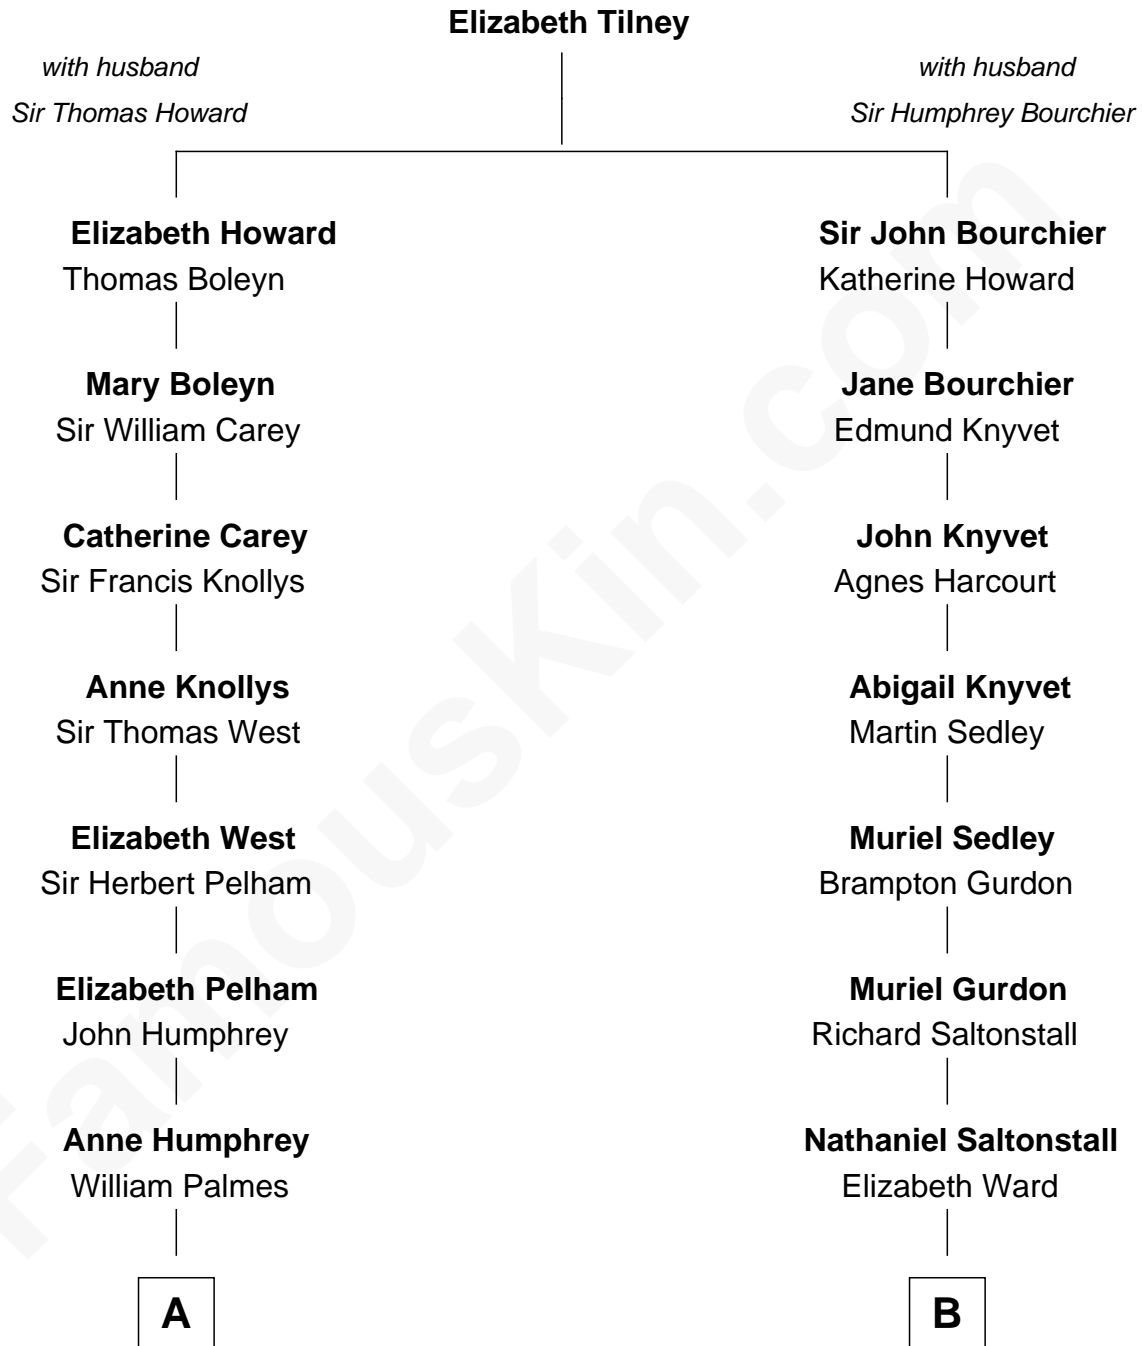 Elizabeth Tilney
with husband
Sir Thomas Howard
with husband
Sir Humphrey Bourchier
Elizabeth Howard
Thomas Boleyn
Sir John Bourchier
Katherine Howard
Mary Boleyn
Sir William Carey
Jane Bourchier
Edmund Knyvet
Catherine Carey
Sir Francis Knollys
John Knyvet
Agnes Harcourt
Anne Knollys
Sir Thomas West
Abigail Knyvet
Martin Sedley
Elizabeth West
Sir Herbert Pelham
Muriel Sedley
Brampton Gurdon
Elizabeth Pelham
John Humphrey
Muriel Gurdon
Richard Saltonstall
Anne Humphrey
William Palmes
Nathaniel Saltonstall
Elizabeth Ward
A
B
FamousKin.com